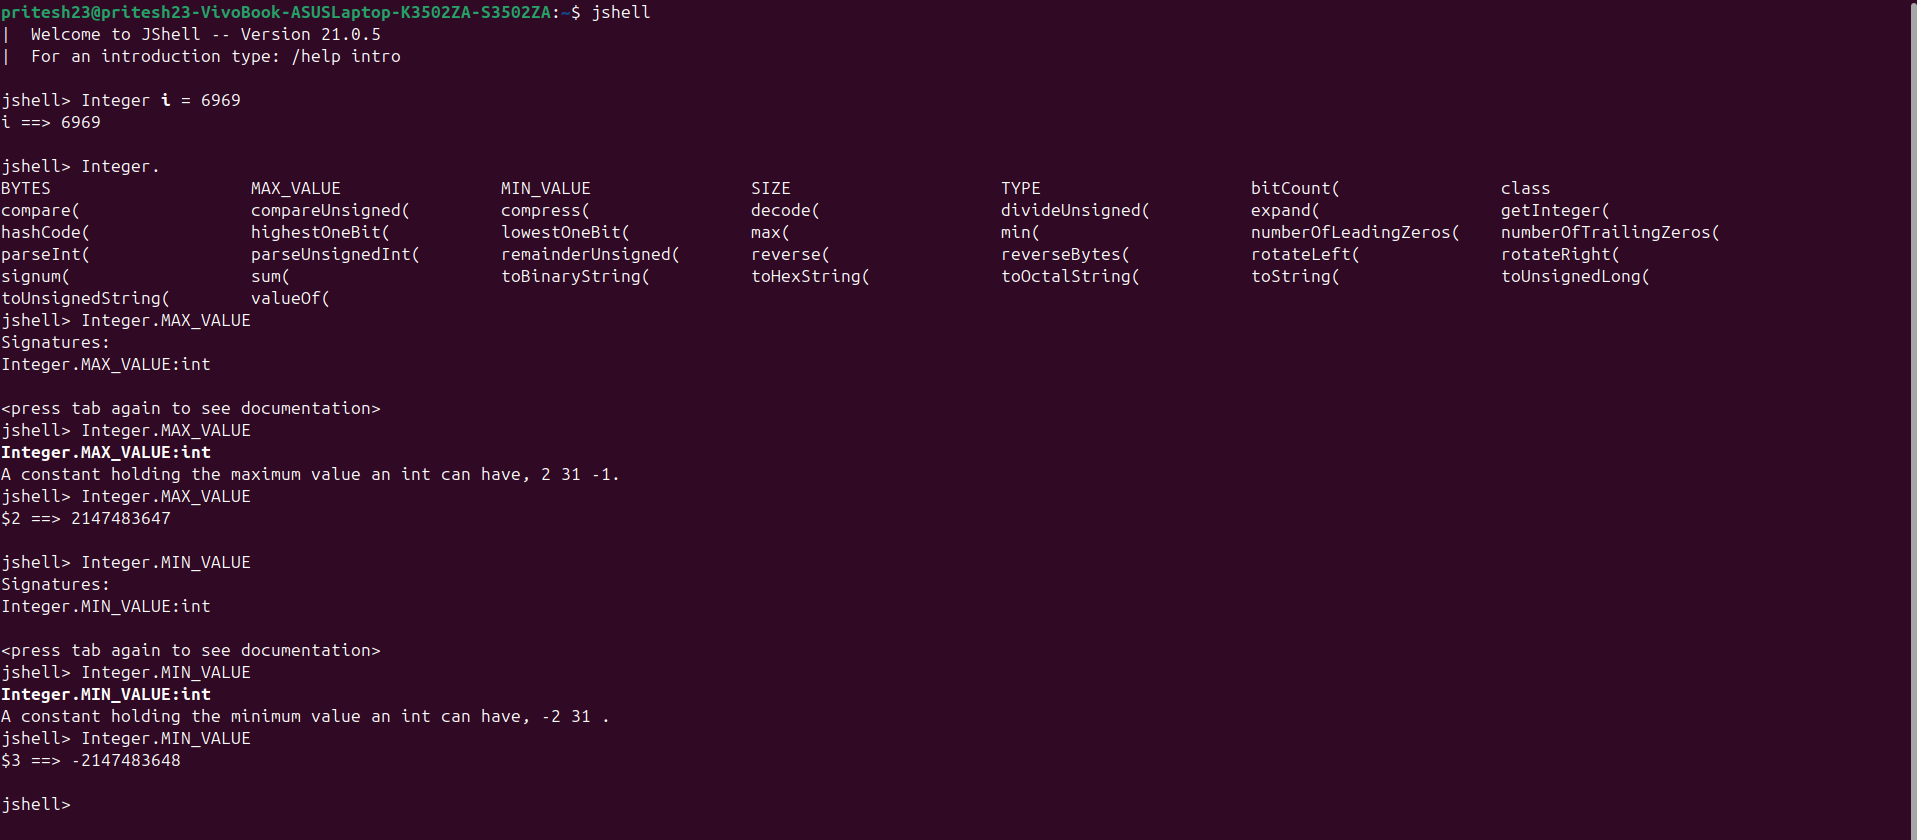 pritesh23@pritesh23-VivoBook-ASUSLaptop-K3502ZA-S3502ZA:~$ jshell
|  Welcome to JShell -- Version 21.0.5
|  For an introduction type: /help intro
jshell> Integer i = 6969
i ==> 6969
jshell> Integer.
BYTES MAX_VALUE MIN_VALUE SIZE TYPE bitCount( class
compare( compareUnsigned( compress( decode( divideUnsigned( expand( getInteger(
hashCode( highestOneBit( lowestOneBit( max( min( numberOfLeadingZeros( numberOfTrailingZeros(
parseInt( parseUnsignedInt( remainderUnsigned( reverse( reverseBytes( rotateLeft( rotateRight(
signum( sum( toBinaryString( toHexString( toOctalString( toString( toUnsignedLong(
toUnsignedString( valueOf(
jshell> Integer.MAX_VALUE
Signatures:
Integer.MAX_VALUE:int
<press tab again to see documentation>
jshell> Integer.MAX_VALUE
Integer.MAX_VALUE:int
A constant holding the maximum value an int can have, 2 31 -1.
jshell> Integer.MAX_VALUE
$2 ==> 2147483647
jshell> Integer.MIN_VALUE
Signatures:
Integer.MIN_VALUE:int
<press tab again to see documentation>
jshell> Integer.MIN_VALUE
Integer.MIN_VALUE:int
A constant holding the minimum value an int can have, -2 31 .
jshell> Integer.MIN_VALUE
$3 ==> -2147483648
jshell>